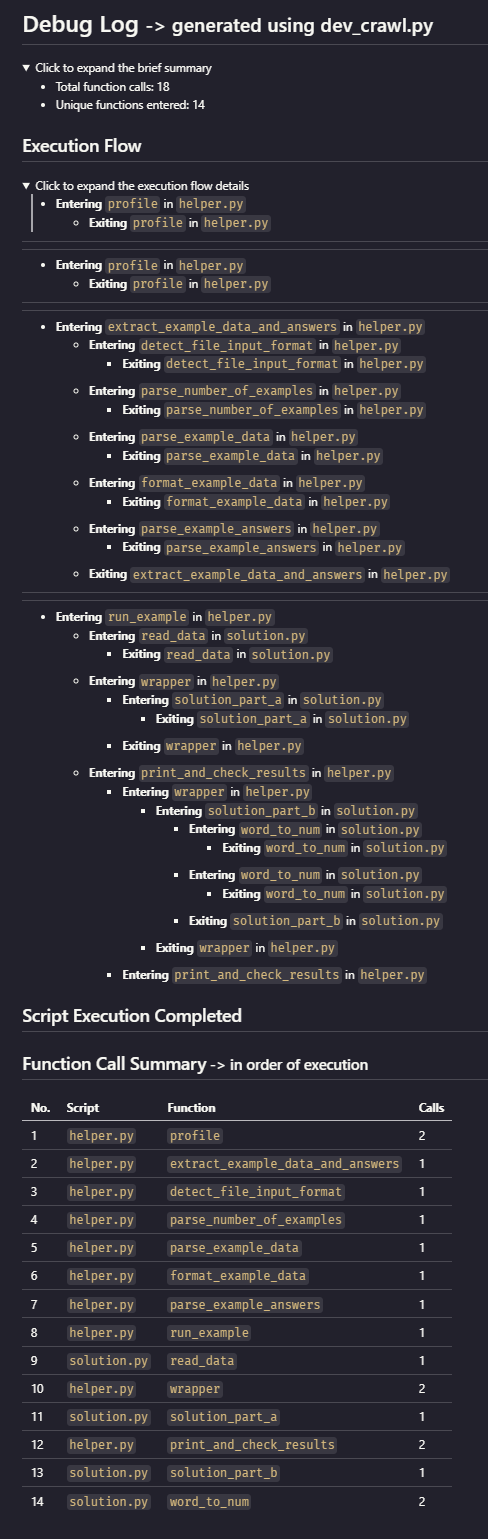 Debug Log -> generated using dev_crawl.py
Click to expand the brief summary
Total function calls: 18
Unique functions entered: 14
Execution Flow
Click to expand the execution flow details
Entering profile in helper.py
Exiting profile in helper.py
Entering profile in helper.py
Exiting profile in helper.py
Entering extract_example_data_and_answers in helper.py
Entering detect_file_input_format in helper.py
Exiting detect_file_input_format in helper.py
Entering parse_number_of_examples in helper.py
Exiting parse_number_of_examples in helper.py
Entering parse_example_data in helper.py
Exiting parse_example_data in helper.py
Entering format_example_data in helper.py
Exiting format_example_data in helper.py
Entering parse_example_answers in helper.py
Exiting parse_example_answers in helper.py
Exiting extract_example_data_and_answers in helper.py
Entering run_example in helper.py
Entering read_data in solution.py
Exiting read_data in solution.py
Entering wrapper in helper.py
Entering solution_part_a in solution.py
Exiting solution_part_a in solution.py
Exiting wrapper in helper.py
Entering print_and_check_results in helper.py
Entering wrapper in helper.py
Entering solution_part_b in solution.py
Entering word_to_num in solution.py
Exiting word_to_num in solution.py
Entering word_to_num in solution.py
Exiting word_to_num in solution.py
Exiting solution_part_b in solution.py
Exiting wrapper in helper.py
Entering print_and_check_results in helper.py
Script Execution Completed
Function Call Summary -> in order of execution
No. Script Function Calls
1 helper.py profile 2
2 helper.py extract_example_data_and_answers 1
3 helper.py detect_file_input_format 1
4 helper.py parse_number_of_examples 1
5 helper.py parse_example_data 1
6 helper.py format_example_data 1
7 helper.py parse_example_answers 1
8 helper.py run_example 1
9 solution.py read_data 1
10 helper.py wrapper 2
11 solution.py solution_part_a 1
12 helper.py print_and_check_results 2
13 solution.py solution_part_b 1
14 solution.py word_to_num 2